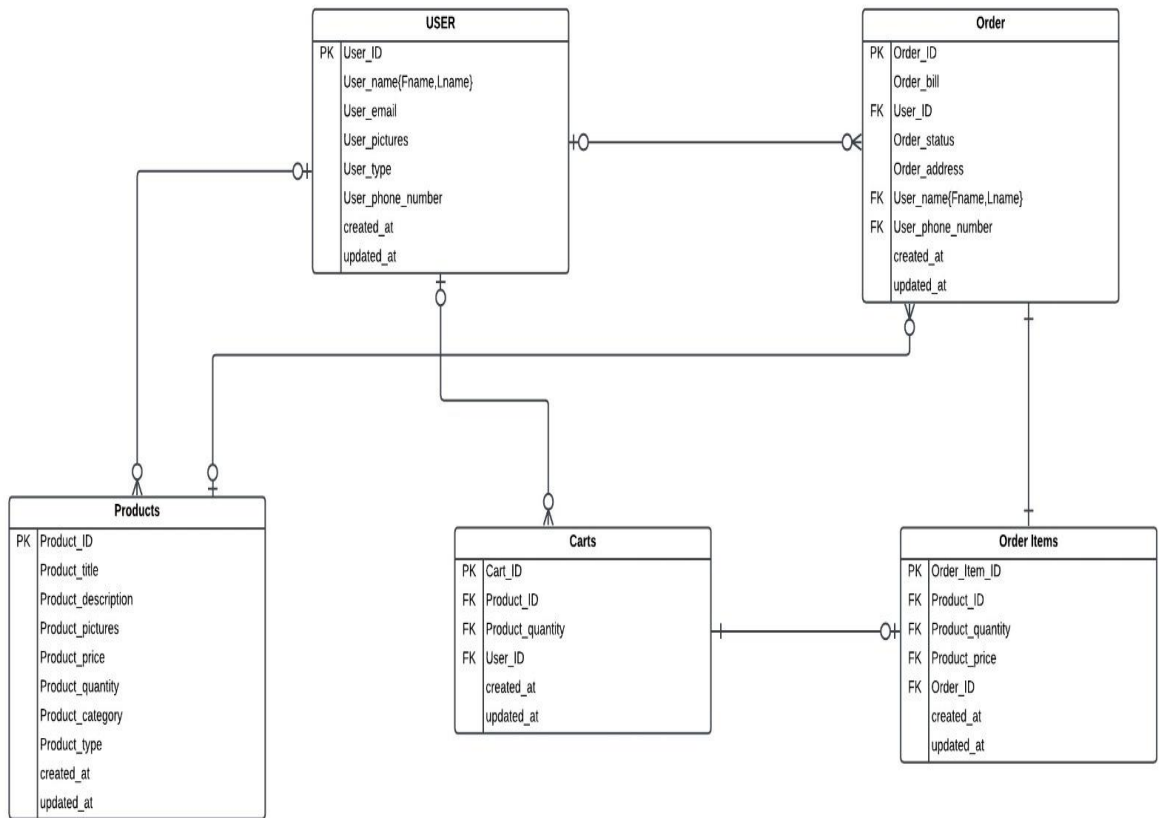 USER
PK User_ID
User_name{Fname,Lname}
User_email
User_pictures
User_type
User_phone_number
created_at
updated_at
Order
PK Order_ID
Order_bill
FK User_ID
Order_status
Order_address
FK User_name{Fname,Lname}
FK User_phone_number
created_at
updated_at
Products
PK Product_ID
Product_title
Product_description
Product_pictures
Product_price
Product_quantity
Product_category
Product_type
created_at
updated_at
Carts
PK Cart_ID
FK Product_ID
FK Product_quantity
FK User_ID
created_at
updated_at
Order Items
PK Order_Item_ID
FK Product_ID
FK Product_quantity
FK Product_price
FK Order_ID
created_at
updated_at